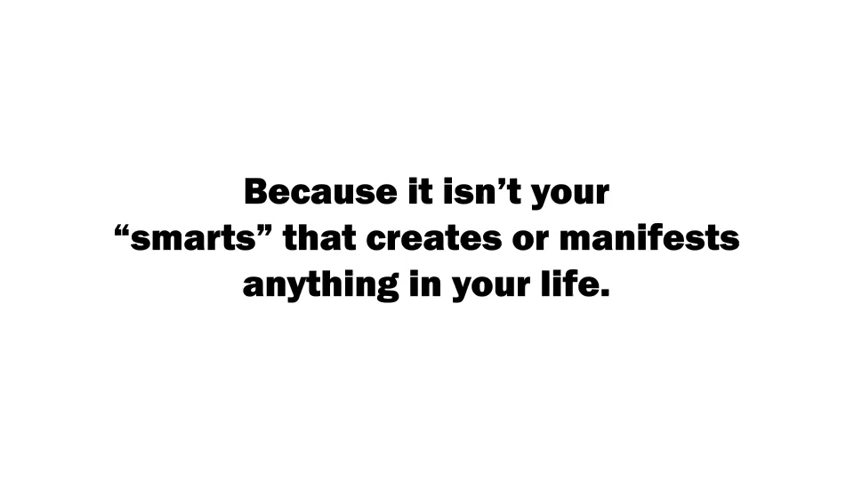 Because it isn’t your
“smarts” that creates or manifests
anything in your life.